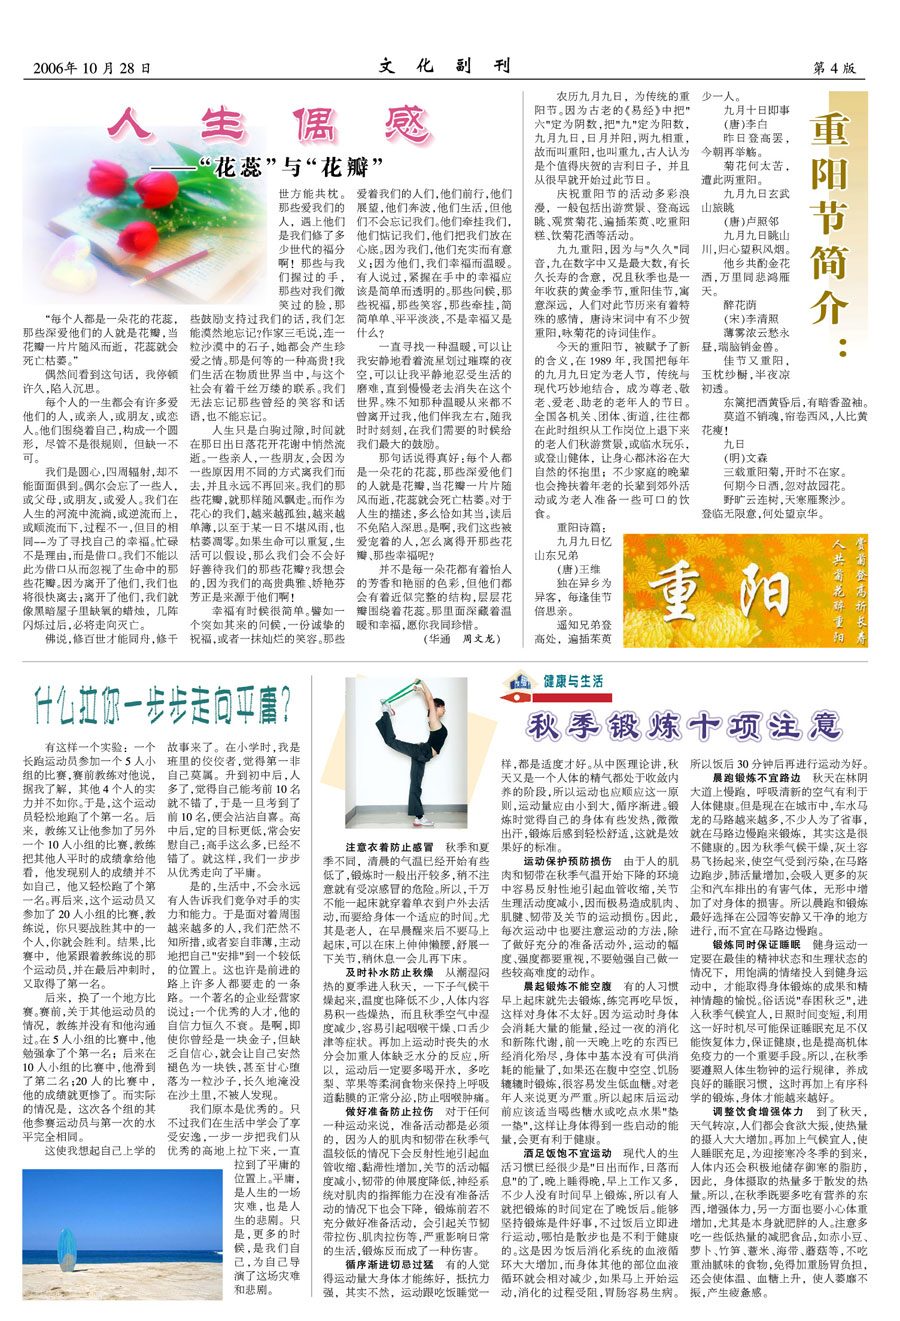 2006年 10 月 28 日
文 化 副 刊
第 4 版
人 生 偶 感
——“花蕊”与“花瓣”
“每个人都是一朵花的花蕊，
那些深爱他们的人就是花瓣,当
花瓣一片片随风而逝，花蕊就会
死亡枯萎。”
偶然间看到这句话，我停顿
许久,陷入沉思。
每个人的一生都会有许多爱
他们的人,或亲人,或朋友,或恋
人。他们围绕着自己,构成一个圆
形，尽管不是很规则，但缺一不
可。
我们是圆心,四周辐射,却不
能面面俱到。偶尔会忘了一些人,
或父母,或朋友,或爱人。我们在
人生的河流中流淌,或逆流而上,
或顺流而下,过程不一,但目的相
同--为了寻找自己的幸福。忙碌
不是理由,而是借口。我们不能以
此为借口从而忽视了生命中的那
些花瓣。因为离开了他们,我们也
将很快离去;离开了他们,我们就
像黑暗屋子里缺氧的蜡烛，几阵
闪烁过后,必将走向灭亡。
佛说,修百世才能同舟,修千
世方能共枕。
那些爱我们的
人，遇上他们
是我们修了多
少世代的福分
啊！那些与我
们握过的手，
那些对我们微
笑过的脸,那
些鼓励支持过我们的话,我们怎
能漠然地忘记?作家三毛说,连一
粒沙漠中的石子,她都会产生珍
爱之情。那是何等的一种高贵!我
们生活在物质世界当中,与这个
社会有着千丝万缕的联系。我们
无法忘记那些曾经的笑容和话
语,也不能忘记。
人生只是白驹过隙,时间就
在那日出日落花开花谢中悄然流
逝。一些亲人,一些朋友,会因为
一些原因用不同的方式离我们而
去,并且永远不再回来。我们的那
些花瓣,就那样随风飘走。而作为
花心的我们,越来越孤独,越来越
单薄,以至于某一日不堪风雨,也
枯萎凋零。如果生命可以重复,生
活可以假设,那么我们会不会好
好善待我们的那些花瓣?我想会
的,因为我们的高贵典雅、娇艳芬
芳正是来源于他们啊!
幸福有时候很简单。譬如一
个突如其来的问候,一份诚挚的
祝福,或者一抹灿烂的笑容。那些
爱着我们的人们,他们前行,他们
展望,他们奔波,他们生活,但他
们不会忘记我们。他们牵挂我们,
他们惦记我们,他们把我们放在
心底。因为我们,他们充实而有意
义;因为他们,我们幸福而温暖。
有人说过,紧握在手中的幸福应
该是简单而透明的。那些问候,那
些祝福,那些笑容,那些牵挂,简
简单单、平平淡淡,不是幸福又是
什么?
一直寻找一种温暖,可以让
我安静地看着流星划过璀璨的夜
空,可以让我平静地忍受生活的
磨难,直到慢慢老去消失在这个
世界。殊不知那种温暖从来都不
曾离开过我,他们伴我左右,随我
时时刻刻,在我们需要的时候给
我们最大的鼓励。
那句话说得真好:每个人都
是一朵花的花蕊,那些深爱他们
的人就是花瓣,当花瓣一片片随
风而逝,花蕊就会死亡枯萎。对于
人生的描述,多么恰如其当,读后
不免陷入深思。是啊,我们这些被
爱宠着的人,怎么离得开那些花
瓣,那些幸福呢?
并不是每一朵花都有着怡人
的芳香和艳丽的色彩,但他们都
会有着近似完整的结构,层层花
瓣围绕着花蕊。那里面深藏着温
暖和幸福,愿你我同珍惜。
(华通　周文龙)
重阳节简介：
农历九月九日，为传统的重
阳节。因为古老的《易经》中把"
六"定为阴数,把"九"定为阳数,
九月九日,日月并阳,两九相重,
故而叫重阳,也叫重九,古人认为
是个值得庆贺的吉利日子，并且
从很早就开始过此节日。
庆祝重阳节的活动多彩浪
漫，一般包括出游赏景、登高远
眺、观赏菊花、遍插茱萸、吃重阳
糕、饮菊花酒等活动。
九九重阳,因为与"久久"同
音,九在数字中又是最大数,有长
久长寿的含意，况且秋季也是一
年收获的黄金季节,重阳佳节,寓
意深远，人们对此节历来有着特
殊的感情，唐诗宋词中有不少贺
重阳,咏菊花的诗词佳作。
今天的重阳节，被赋予了新
的含义,在 1989 年,我国把每年
的九月九日定为老人节，传统与
现代巧妙地结合，成为尊老、敬
老、爱老、助老的老年人的节日。
全国各机关、团体、街道,往往都
在此时组织从工作岗位上退下来
的老人们秋游赏景,或临水玩乐,
或登山健体，让身心都沐浴在大
自然的怀抱里；不少家庭的晚辈
也会搀扶着年老的长辈到郊外活
动或为老人准备一些可口的饮
食。
重阳诗篇:
九月九日忆
山东兄弟
(唐)王维
独在异乡为
异客，每逢佳节
倍思亲。
遥知兄弟登
高处，遍插茱萸
少一人。
九月十日即事
(唐)李白
昨日登高罢,
今朝再举觞。
菊花何太苦,
遭此两重阳。
九月九日玄武
山旅眺
(唐)卢照邻
九月九日眺山
川,归心望积风烟。
他乡共酌金花
酒,万里同悲鸿雁
天。
醉花荫
(宋)李清照
薄雾浓云愁永
昼,瑞脑销金兽。
佳节又重阳,
玉枕纱橱,半夜凉
初透。
东篱把酒黄昏后,有暗香盈袖。
莫道不销魂,帘卷西风,人比黄
花瘦!
九日
(明)文森
三载重阳菊,开时不在家。
何期今日酒,忽对故园花。
野旷云连树,天寒雁聚沙。
登临无限意,何处望京华。
重 阳
赏菊登高祈长寿
人共菊花醉重阳
什么拉你一步步走向平庸?
有这样一个实验：一个
长跑运动员参加一个 5 人小
组的比赛,赛前教练对他说,
据我了解，其他 4 个人的实
力并不如你。于是,这个运动
员轻松地跑了个第一名。后
来，教练又让他参加了另外
一个 10 人小组的比赛,教练
把其他人平时的成绩拿给他
看，他发现别人的成绩并不
如自己，他又轻松跑了个第
一名。再后来,这个运动员又
参加了 20 人小组的比赛,教
练说，你只要战胜其中的一
个人,你就会胜利。结果,比
赛中，他紧跟着教练说的那
个运动员,并在最后冲刺时,
又取得了第一名。
后来，换了一个地方比
赛。赛前,关于其他运动员的
情况，教练并没有和他沟通
过。在 5 人小组的比赛中,他
勉强拿了个第一名；后来在
10 人小组的比赛中,他滑到
了第二名;20 人的比赛中，
他的成绩就更惨了。而实际
的情况是，这次各个组的其
他参赛运动员与第一次的水
平完全相同。
这使我想起自己上学的
故事来了。在小学时,我是
班里的佼佼者,觉得第一非
自己莫属。升到初中后,人
多了,觉得自己能考前 10 名
就不错了,于是一旦考到了
前 10 名,便会沾沾自喜。高
中后,定的目标更低,常会安
慰自己:高手这么多,已经不
错了。就这样,我们一步步
从优秀走向了平庸。
是的,生活中,不会永远
有人告诉我们竞争对手的实
力和能力。于是面对着周围
越来越多的人,我们茫然不
知所措,或者妄自菲薄,主动
地把自己"安排"到一个较低
的位置上。这也许是前进的
路上许多人都要走的一条
路。一个著名的企业经营家
说过:一个优秀的人才,他的
自信力恒久不衰。是啊,即
使你曾经是一块金子,但缺
乏自信心,就会让自己安然
褪色为一块铁,甚至甘心堕
落为一粒沙子,长久地淹没
在沙土里,不被人发现。
我们原本是优秀的。只
不过我们在生活中学会了享
受安逸,一步一步把我们从
优秀的高地上拉下来,一直
拉到了平庸的
位置上。平庸,
是人生的一场
灾难,也是人
生的悲剧。只
是,更多的时
候,是我们自
己,为自己导
演了这场灾难
和悲剧。
健康与生活
秋季锻炼十项注意
注意衣着防止感冒　秋季和夏
季不同，清晨的气温已经开始有些
低了,锻炼时一般出汗较多,稍不注
意就有受凉感冒的危险。所以,千万
不能一起床就穿着单衣到户外去活
动,而要给身体一个适应的时间。尤
其是老人，在早晨醒来后不要马上
起床,可以在床上伸伸懒腰,舒展一
下关节，稍休息一会儿再下床。
及时补水防止秋燥　从潮湿闷
热的夏季进入秋天，一下子气候干
燥起来,温度也降低不少,人体内容
易积一些燥热，而且秋季空气中湿
度减少,容易引起咽喉干燥、口舌少
津等症状。再加上运动时丧失的水
分会加重人体缺乏水分的反应,所
以，运动后一定要多喝开水，多吃
梨、苹果等柔润食物来保持上呼吸
道黏膜的正常分泌,防止咽喉肿痛。
做好准备防止拉伤　对于任何
一种运动来说，准备活动都是必须
的，因为人的肌肉和韧带在秋季气
温较低的情况下会反射性地引起血
管收缩、黏滞性增加,关节的活动幅
度减小,韧带的伸展度降低,神经系
统对肌肉的指挥能力在没有准备活
动的情况下也会下降，锻炼前若不
充分做好准备活动，会引起关节韧
带拉伤、肌肉拉伤等,严重影响日常
的生活,锻炼反而成了一种伤害。
循序渐进切忌过猛　有的人觉
得运动量大身体才能练好，抵抗力
强，其实不然，运动跟吃饭睡觉一
样,都是适度才好。从中医理论讲,秋
天又是一个人体的精气都处于收敛内
养的阶段,所以运动也应顺应这一原
则,运动量应由小到大,循序渐进。锻
炼时觉得自己的身体有些发热,微微
出汗,锻炼后感到轻松舒适,这就是效
果好的标准。
运动保护预防损伤　由于人的肌
肉和韧带在秋季气温开始下降的环境
中容易反射性地引起血管收缩,关节
生理活动度减小,因而极易造成肌肉、
肌腱、韧带及关节的运动损伤。因此,
每次运动中也要注意运动的方法,除
了做好充分的准备活动外,运动的幅
度、强度都要重视,不要勉强自己做一
些较高难度的动作。
晨起锻炼不能空腹　有的人习惯
早上起床就先去锻炼,练完再吃早饭,
这样对身体不太好。因为运动时身体
会消耗大量的能量,经过一夜的消化
和新陈代谢,前一天晚上吃的东西已
经消化殆尽,身体中基本没有可供消
耗的能量了,如果还在腹中空空、饥肠
辘辘时锻炼,很容易发生低血糖。对老
年人来说更为严重。所以起床后运动
前应该适当喝些糖水或吃点水果"垫
一垫",这样让身体得到一些启动的能
量,会更有利于健康。
酒足饭饱不宜运动　现代人的生
活习惯已经很少是"日出而作,日落而
息"的了,晚上睡得晚,早上工作又多,
不少人没有时间早上锻炼,所以有人
就把锻炼的时间定在了晚饭后。能够
坚持锻炼是件好事,不过饭后立即进
行运动,哪怕是散步也是不利于健康
的。这是因为饭后消化系统的血液循
环大大增加,而身体其他的部位血液
循环就会相对减少,如果马上开始运
动,消化的过程受阻,胃肠容易生病。
所以饭后 30 分钟后再进行运动为好。
晨跑锻炼不宜路边　秋天在林阴
大道上慢跑，呼吸清新的空气有利于
人体健康。但是现在在城市中,车水马
龙的马路越来越多,不少人为了省事,
就在马路边慢跑来锻炼，其实这是很
不健康的。因为秋季气候干燥,灰土容
易飞扬起来,使空气受到污染,在马路
边跑步,肺活量增加,会吸入更多的灰
尘和汽车排出的有害气体，无形中增
加了对身体的损害。所以晨跑和锻炼
最好选择在公园等安静又干净的地方
进行,而不宜在马路边慢跑。
锻炼同时保证睡眠　健身运动一
定要在最佳的精神状态和生理状态的
情况下，用饱满的情绪投入到健身运
动中，才能取得身体锻炼的成果和精
神情趣的愉悦。俗话说"春困秋乏",进
入秋季气候宜人,日照时间变短,利用
这一好时机尽可能保证睡眠充足不仅
能恢复体力,保证健康,也是提高机体
免疫力的一个重要手段。所以,在秋季
要遵照人体生物钟的运行规律，养成
良好的睡眠习惯，这时再加上有序科
学的锻炼,身体才能越来越好。
调整饮食增强体力　到了秋天，
天气转凉,人们都会食欲大振,使热量
的摄入大大增加。再加上气候宜人,使
人睡眠充足,为迎接寒冷冬季的到来,
人体内还会积极地储存御寒的脂肪,
因此，身体摄取的热量多于散发的热
量。所以,在秋季既要多吃有营养的东
西,增强体力,另一方面也要小心体重
增加,尤其是本身就肥胖的人。注意多
吃一些低热量的减肥食品,如赤小豆、
萝卜、竹笋、薏米、海带、蘑菇等,不吃
重油腻味的食物,免得加重肠胃负担,
还会使体温、血糖上升，使人萎靡不
振,产生疲惫感。